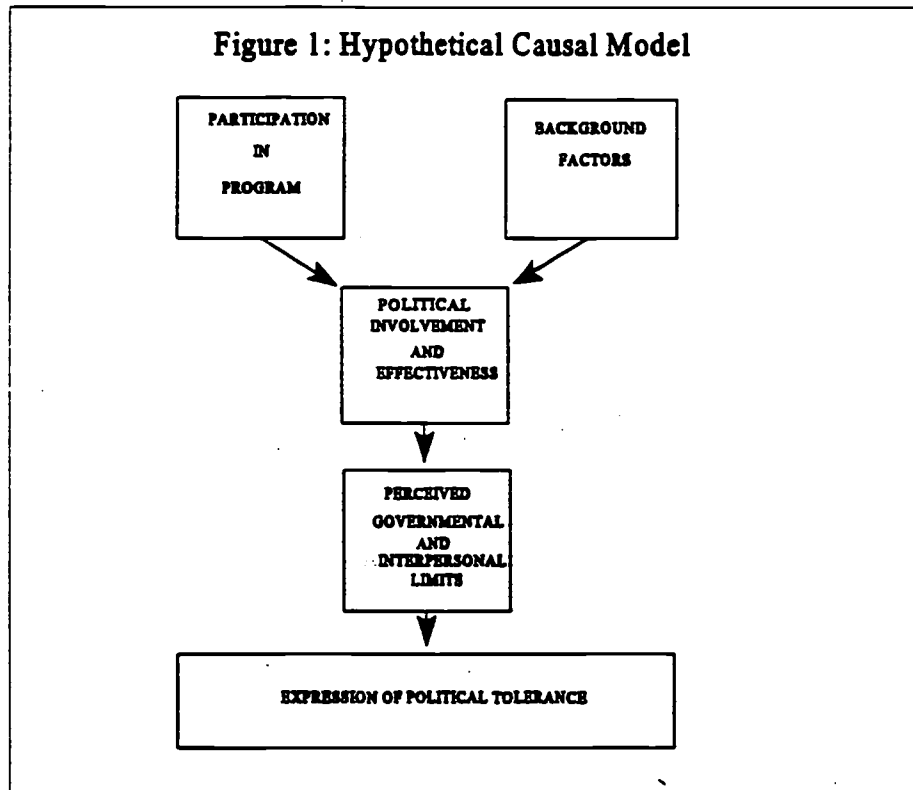 Figure 1: Hypothetical Causal Model
PARTICIPATION
IN
PROGRAM
BACKGROUND
FACTORS
POLITICAL
INVOLVEMENT
AND
EFFECTIVENESS
PERCEIVED
GOVERNMENTAL
AND
INTERPERSONAL
LIMITS
EXPRESSION OF POLITICAL TOLERANCE